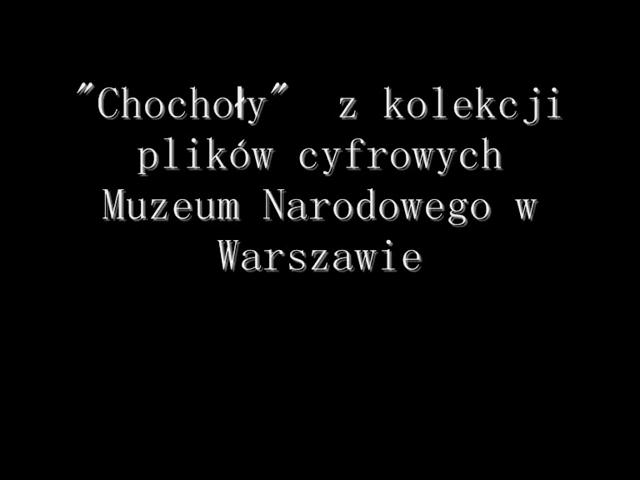 "Chochoły" z kolekcji
plików cyfrowych
Muzeum Narodowego w
Warszawie